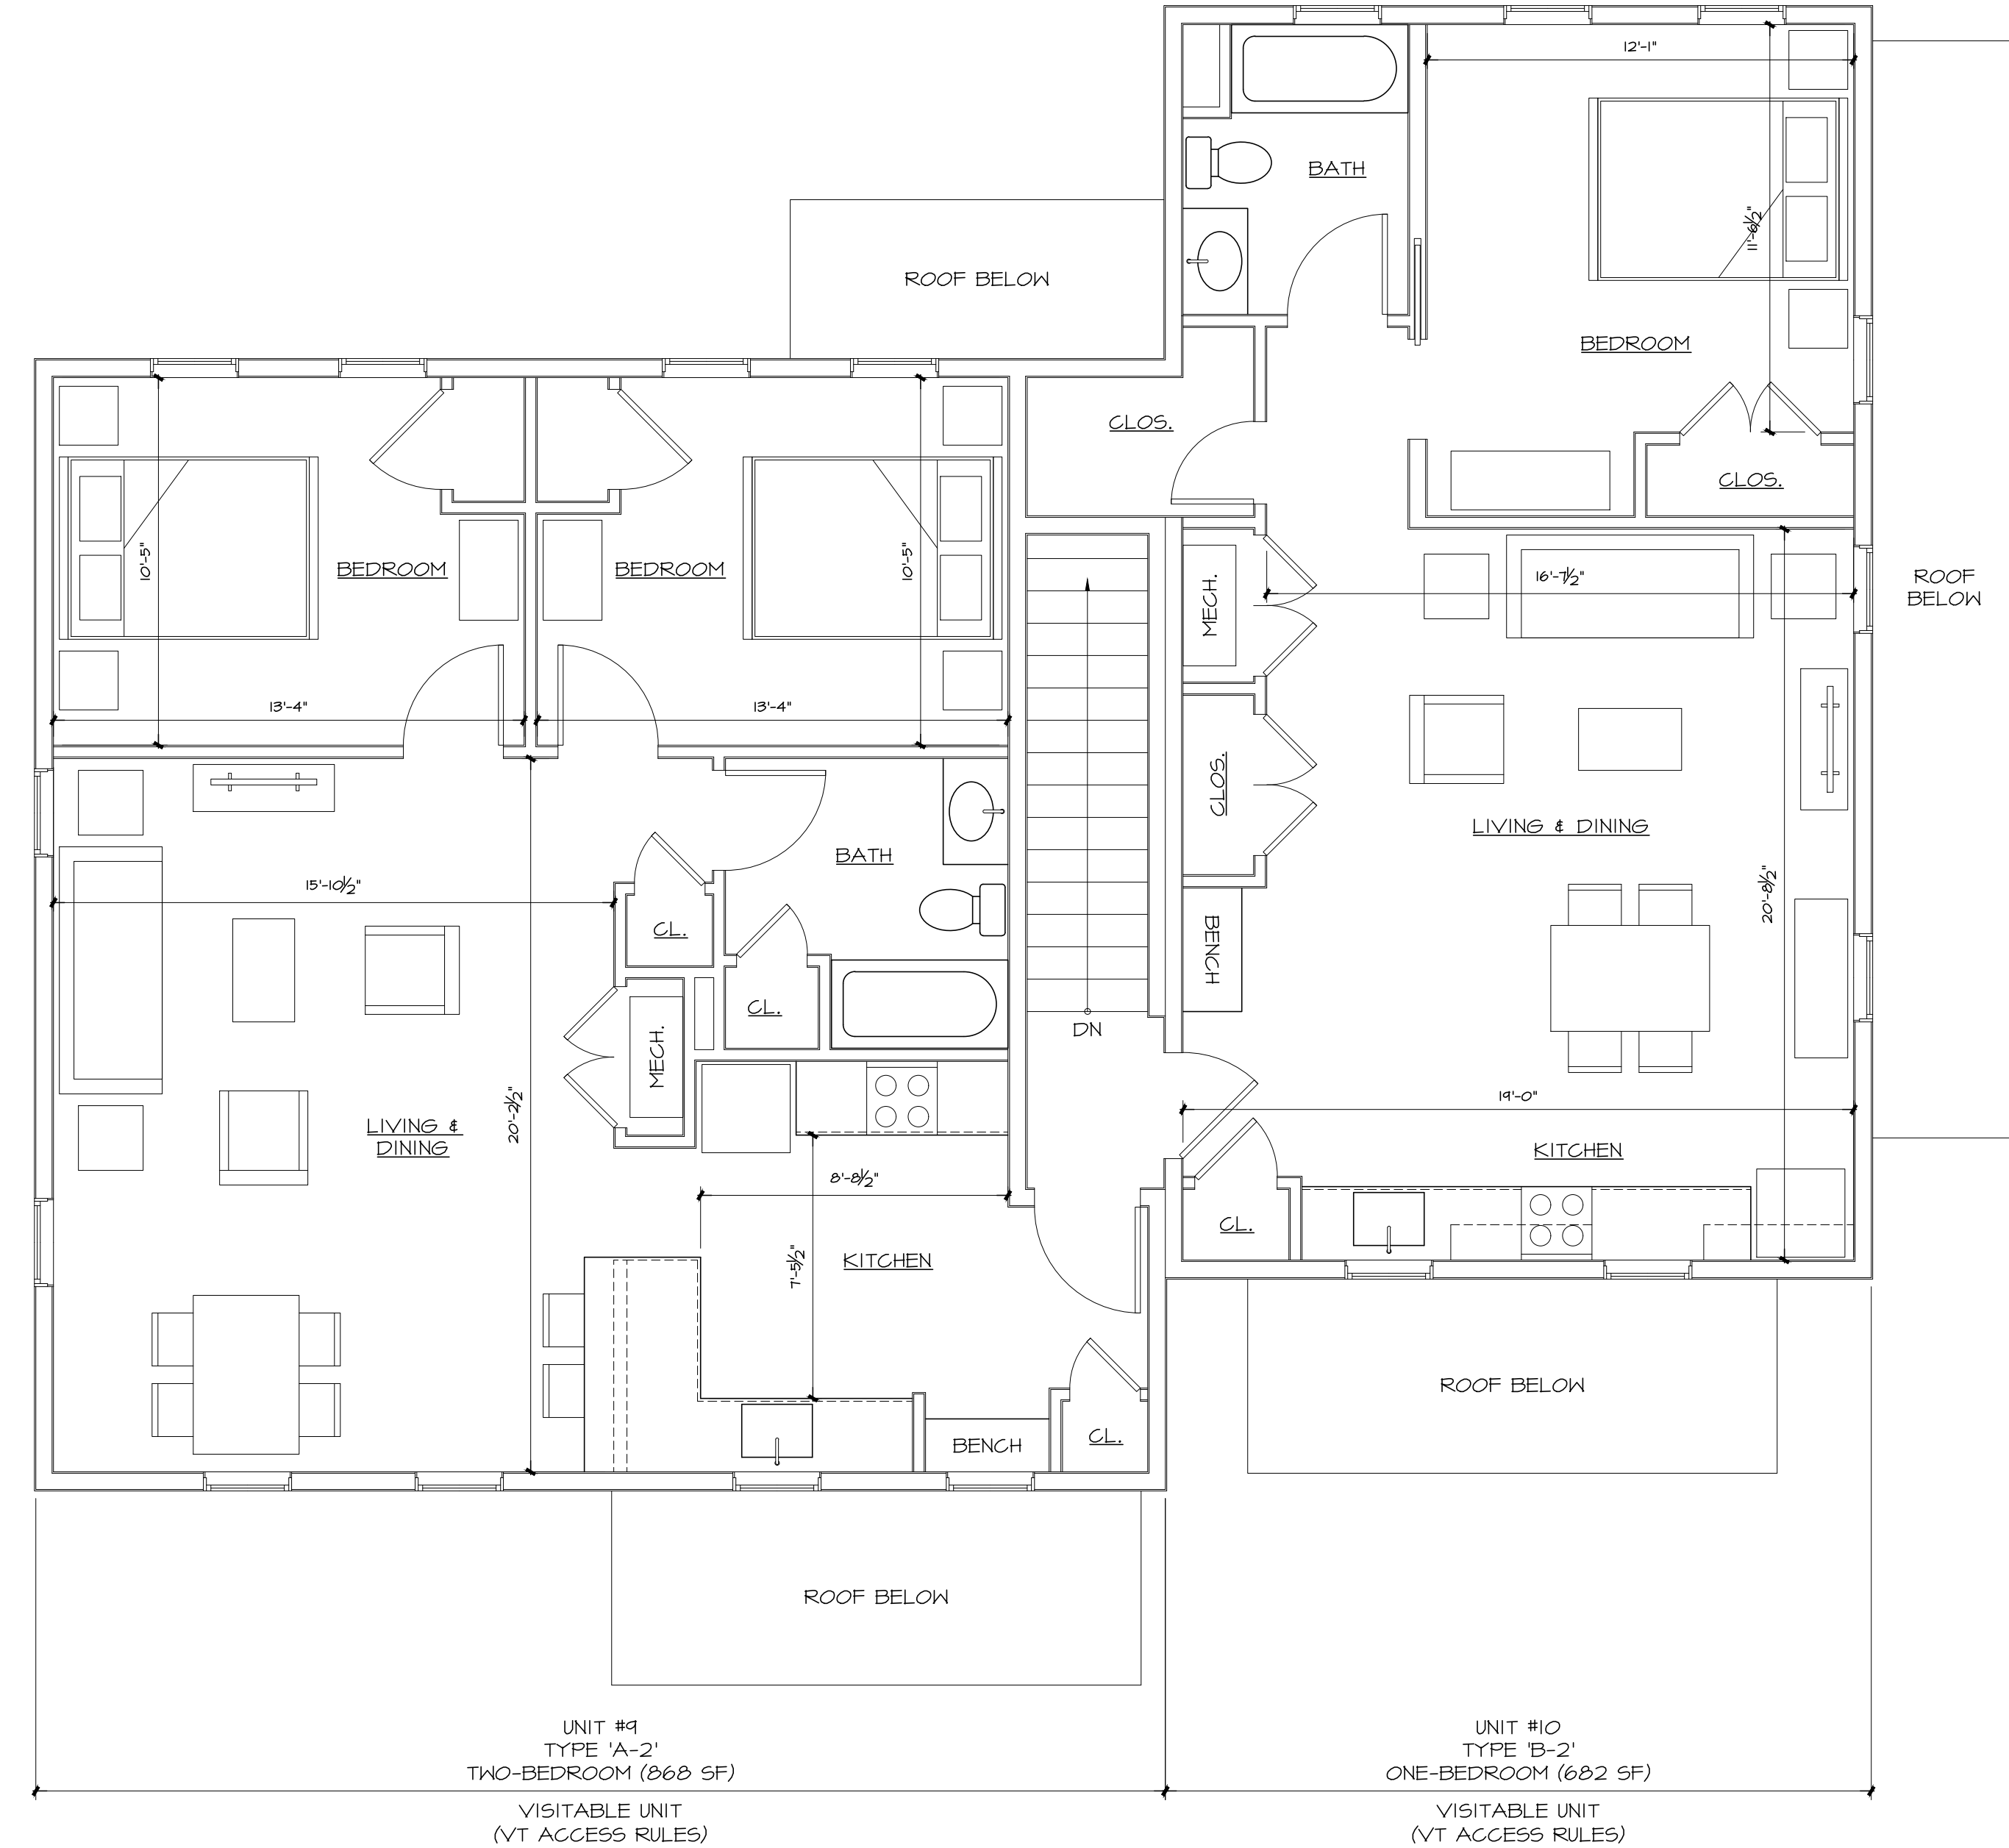 12'-1"
BATH
11'-6½"
ROOF BELOW
BEDROOM
CLOS.
CLOS.
10'-5"
BEDROOM
BEDROOM
10'-5"
MECH.
16'-7½"
ROOF
BELOW
13'-4"
13'-4"
CLOS.
LIVING & DINING
BATH
15'-10½"
20'-8½"
CL.
BENCH
CL.
DN
MECH.
19'-0"
20'-2½"
LIVING &
DINING
KITCHEN
8'-8½"
CL.
7'-5½"
KITCHEN
ROOF BELOW
BENCH
CL.
ROOF BELOW
UNIT #9
TYPE 'A-2'
TWO-BEDROOM (868 SF)
VISITABLE UNIT
(VT ACCESS RULES)
UNIT #10
TYPE 'B-2'
ONE-BEDROOM (682 SF)
VISITABLE UNIT
(VT ACCESS RULES)